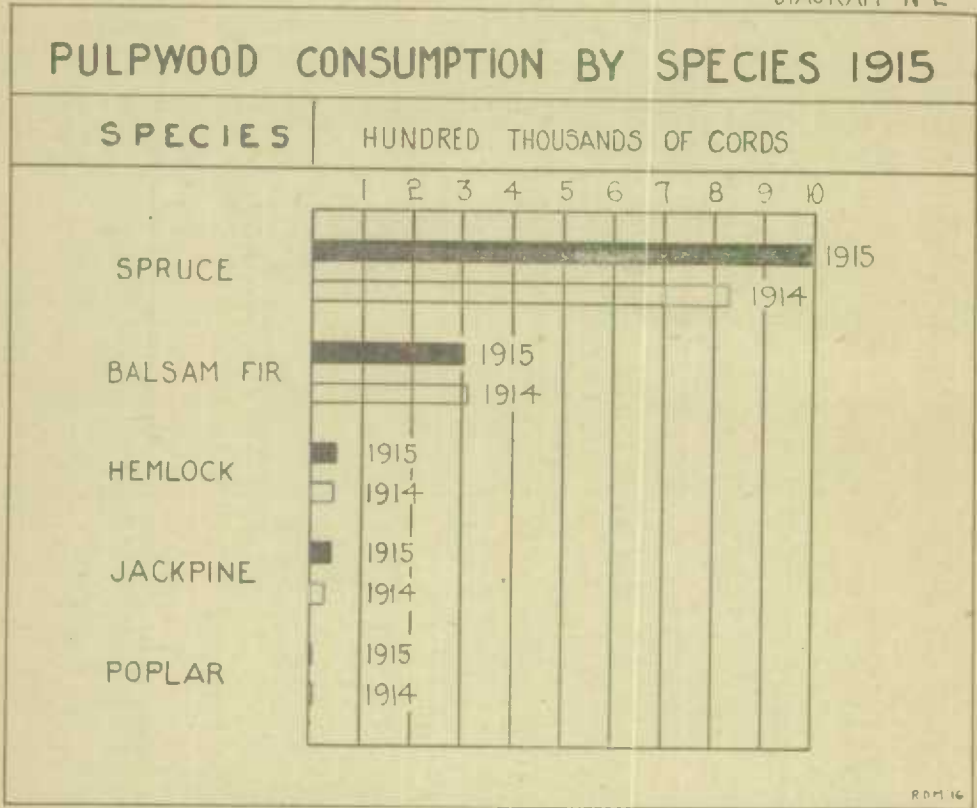 PULPWOOD CONSUMPTION BY SPECIES 1915
SPECIES HUNDRED THOUSANDS OF CORDS
1 2 3 4 5 6 7 8 9 10
SPRUCE 1915
1914
BALSAM FIR 1915
1914
HEMLOCK 1915
1914
JACKPINE 1915
1914
POPLAR 1915
1914
RDM 16